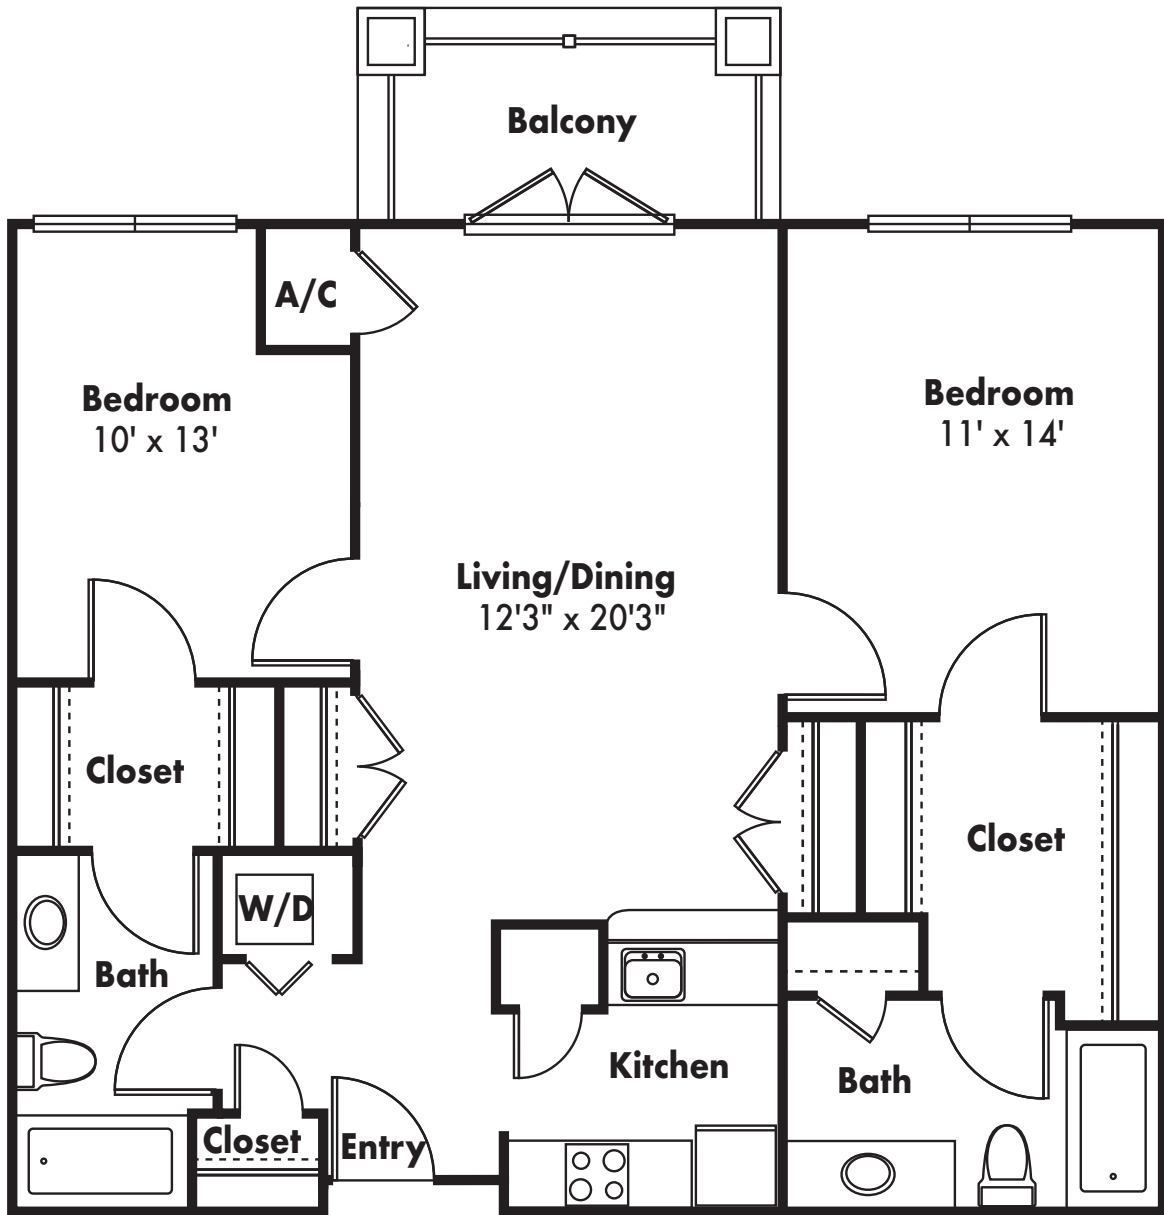 Balcony
A/C
Bedroom
10' x 13'
Bedroom
11' x 14'
Living/Dining
12'3" x 20'3"
Closet
Closet
W/D
Bath
Kitchen
Bath
Closet
Entry